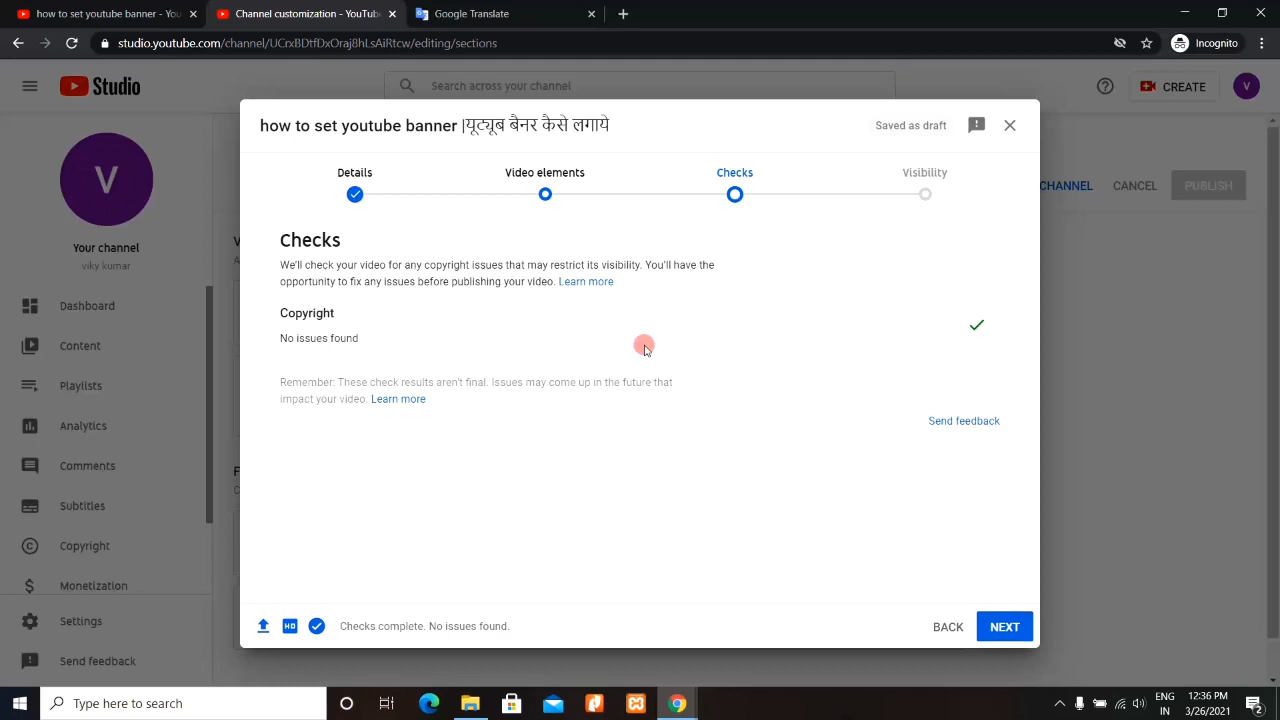 how to set youtube banner - You
Channel customization - YouTub
Google Translate
studio.youtube.com/channel/UCrxBDtfDxOraj8hLsAiRtcw/editing/sections
Incognito
Studio
Search across your channel
CREATE
V
how to set youtube banner |यूट्यूब बैनर कैसे लगाये
Saved as draft
Details
Video elements
Checks
Visibility
V
CHANNEL
CANCEL
PUBLISH
Your channel
viky kumar
Checks
We'll check your video for any copyright issues that may restrict its visibility. You'll have the
opportunity to fix any issues before publishing your video. Learn more
Copyright
No issues found
Remember: These check results aren't final. Issues may come up in the future that
impact your video. Learn more
Send feedback
Dashboard
Content
Playlists
Analytics
Comments
Subtitles
Copyright
Monetization
Settings
Send feedback
HD
Checks complete. No issues found.
BACK
NEXT
Type here to search
ENG
IN
12:36 PM
3/26/2021
2